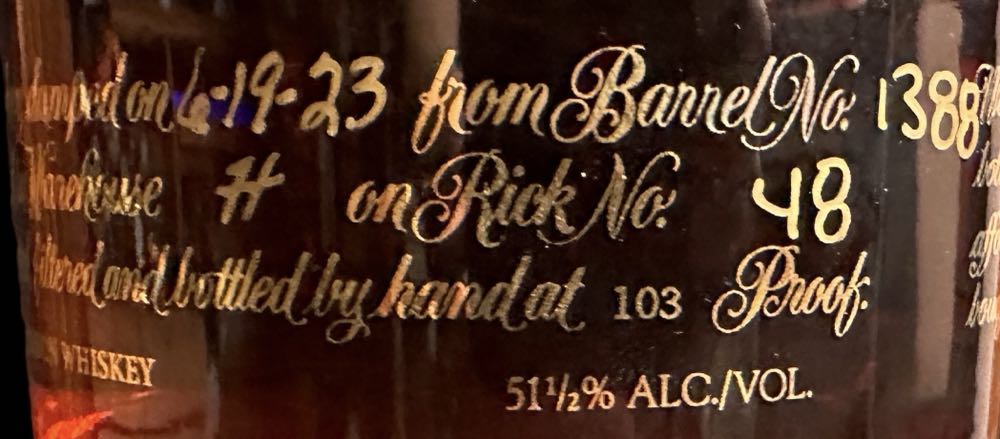 Dumped on 6-19-23 from Barrel No. 1388
Warehouse H on Rick No. 48
Filtered and bottled by hand at 103 Proof.
WHISKEY
51½% ALC./VOL.